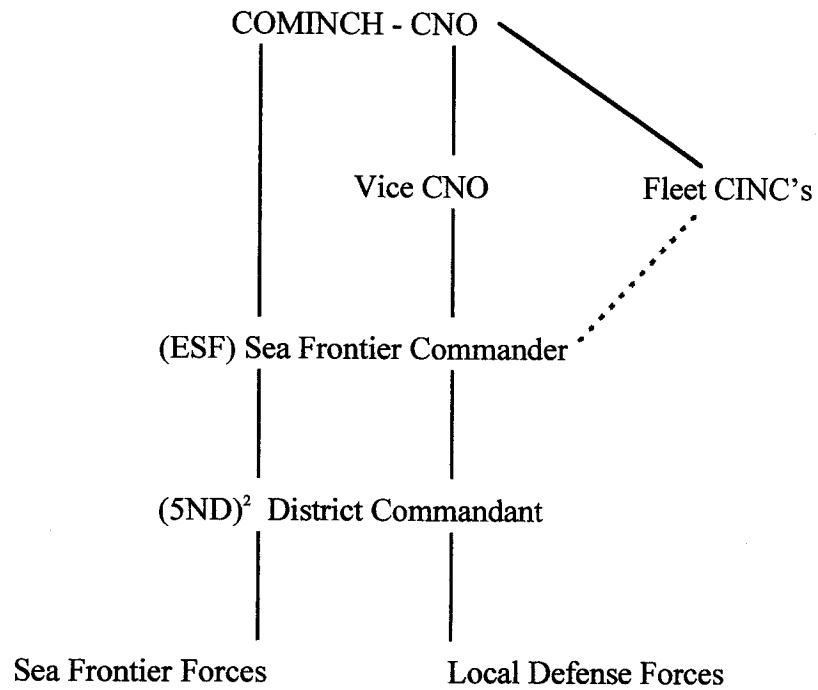 COMINCH - CNO
Vice CNO
Fleet CINC's
(ESF) Sea Frontier Commander
(5ND)² District Commandant
Sea Frontier Forces
Local Defense Forces